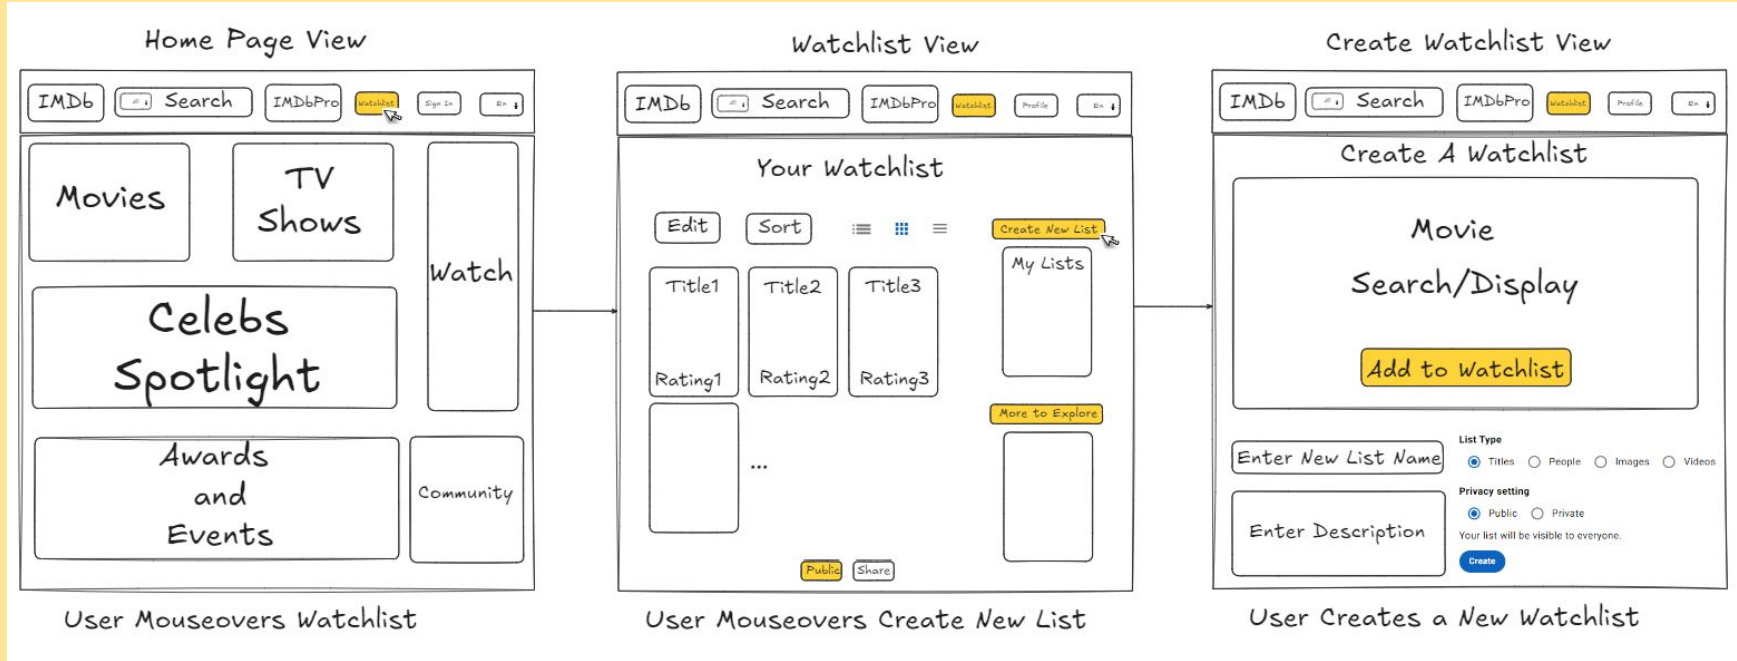 Home Page View
IMDb
Search
IMDbPro
Watchlist
Sign In
En
Movies
TV
Shows
Watch
Celebs
Spotlight
Awards
and
Events
Community
User Mouseovers Watchlist
Watchlist View
IMDb
Search
IMDbPro
Watchlist
Profile
En
Your Watchlist
Edit
Sort
Create New List
My Lists
Title1
Title2
Title3
Rating1
Rating2
Rating3
More to Explore
...
Public
Share
User Mouseovers Create New List
Create Watchlist View
IMDb
Search
IMDbPro
Watchlist
Profile
En
Create A Watchlist
Movie
Search/Display
Add to Watchlist
Enter New List Name
Enter Description
List Type
Titles People Images Videos
Privacy setting
Public Private
Your list will be visible to everyone.
Create
User Creates a New Watchlist